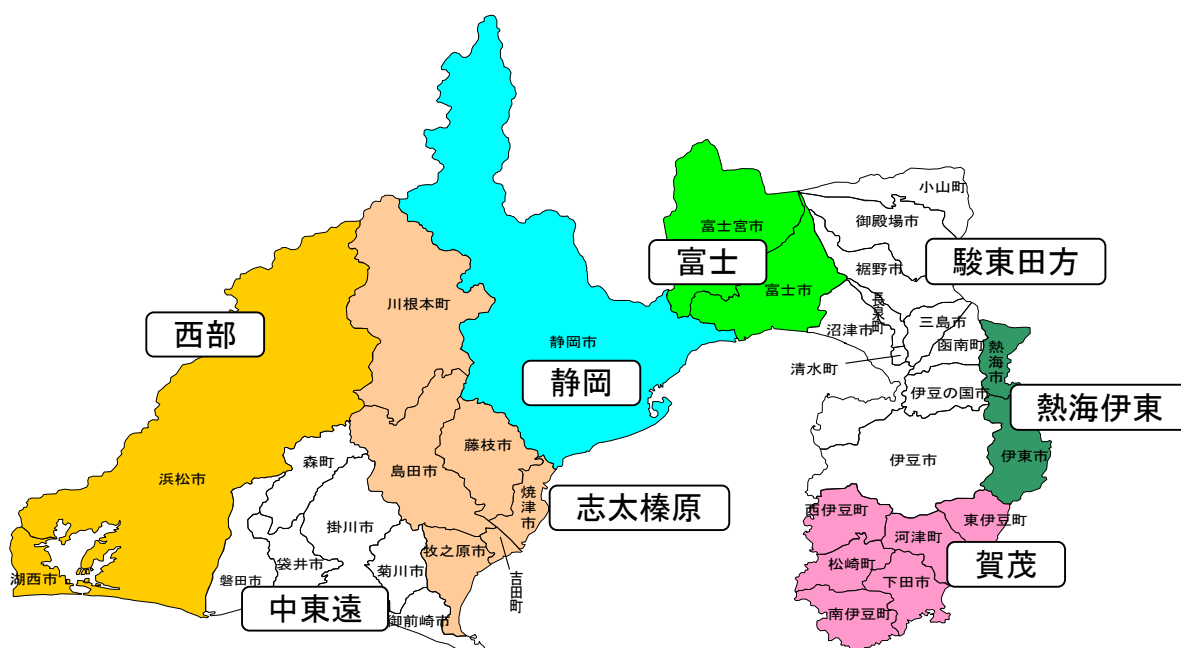 小山町
御殿場市
富士宮市
富士
駿東田方
裾野市
富士市
川根本町
長泉町
西部
沼津市
三島市
静岡市
函南町
熱海市
清水町
静岡
伊豆の国市
熱海伊東
藤枝市
森町
島田市
伊豆市
伊東市
浜松市
焼津市
志太榛原
西伊豆町
東伊豆町
掛川市
河津町
牧之原市
袋井市
菊川市
松崎町
賀茂
湖西市
磐田市
下田市
吉田町
中東遠
御前崎市
南伊豆町